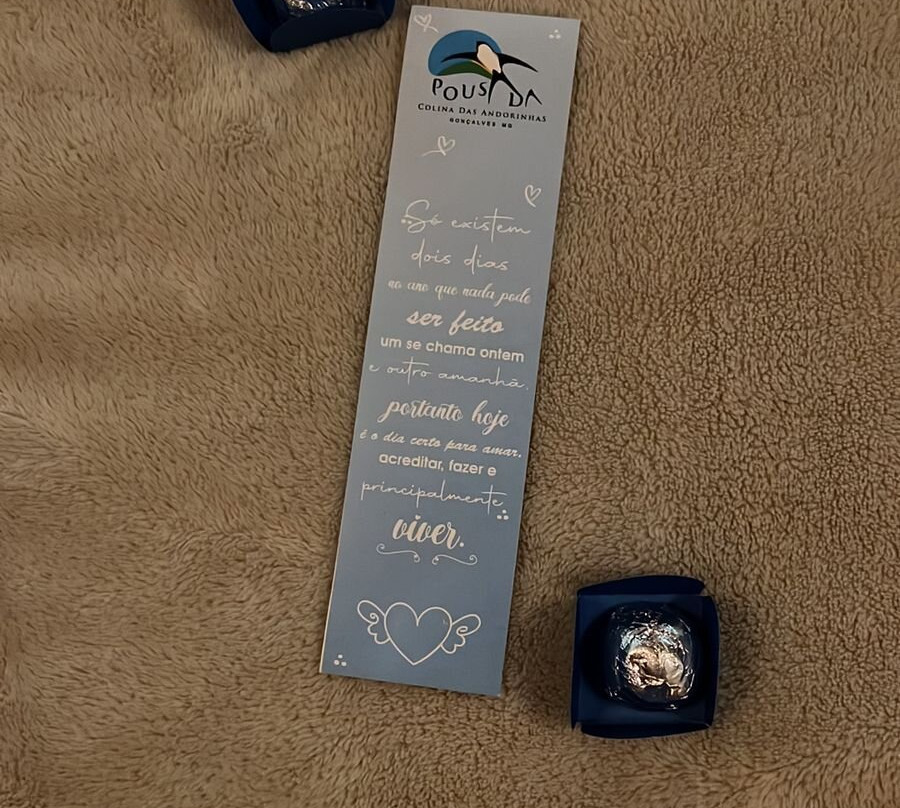 POUSADA
COLINA DAS ANDORINHAS
GONÇALVES MG
"Só existem
dois dias
no ano que nada pode
ser feito
um se chama ontem
e outro amanhã,
portanto hoje
é o dia certo para amar,
acreditar, fazer e
principalmente
viver.